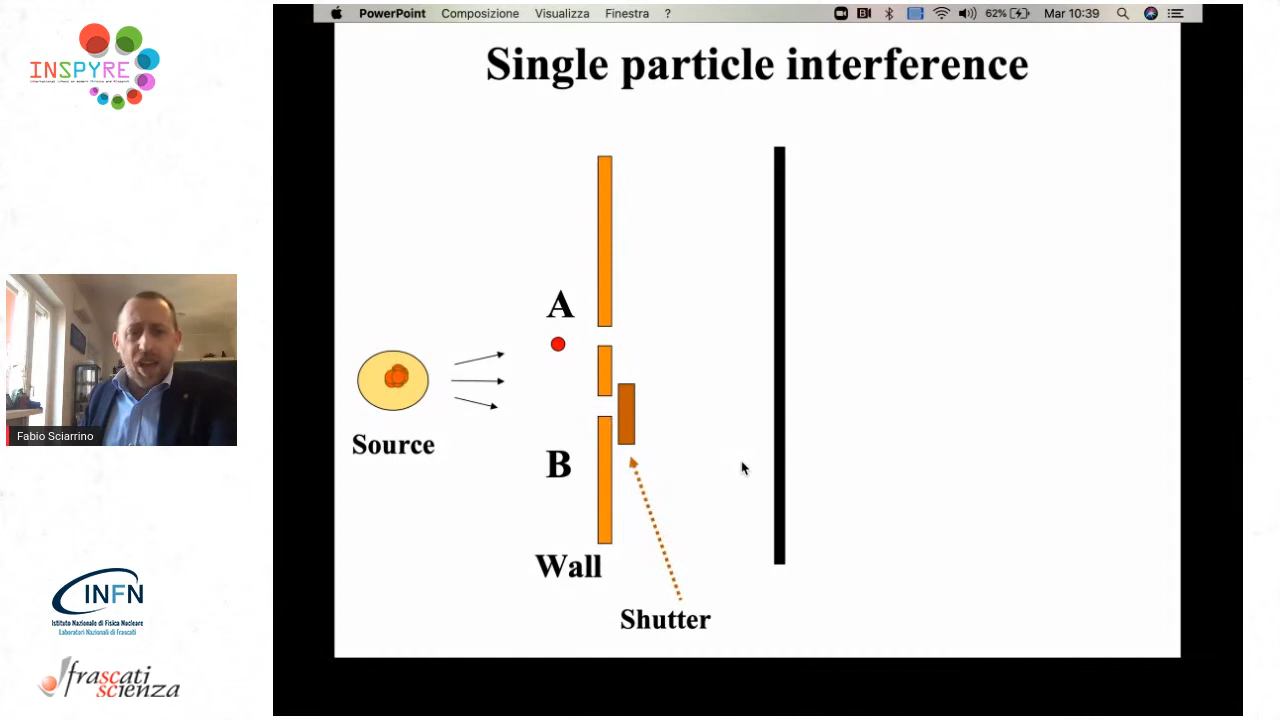 PowerPoint Composizione Visualizza Finestra ? 62% Mar 10:39
INSPYRE
Single particle interference
A
Source
B
Wall
Shutter
Fabio Sciarrino
INFN
Istituto Nazionale di Fisica Nucleare
Laboratori Nazionali di Frascati
frascati
scienza